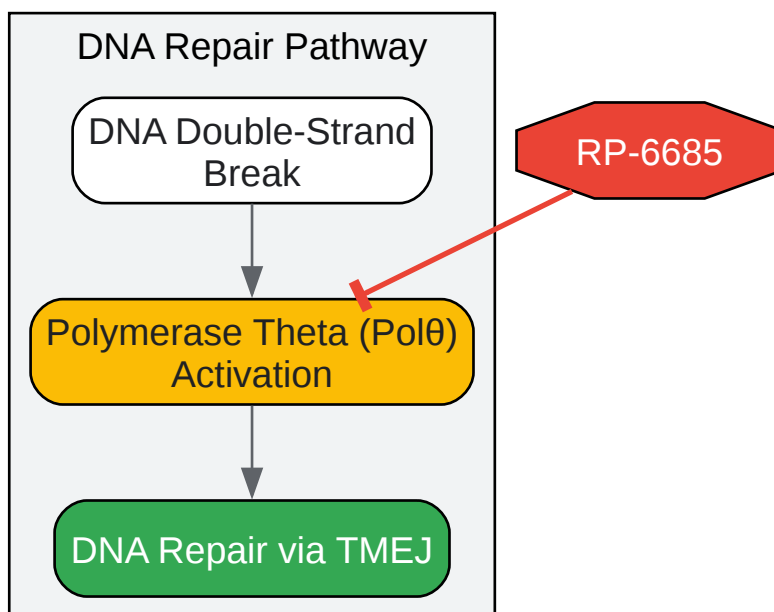 DNA Repair Pathway
DNA Double-Strand
Break
RP-6685
Polymerase Theta (Polθ)
Activation
DNA Repair via TMEJ